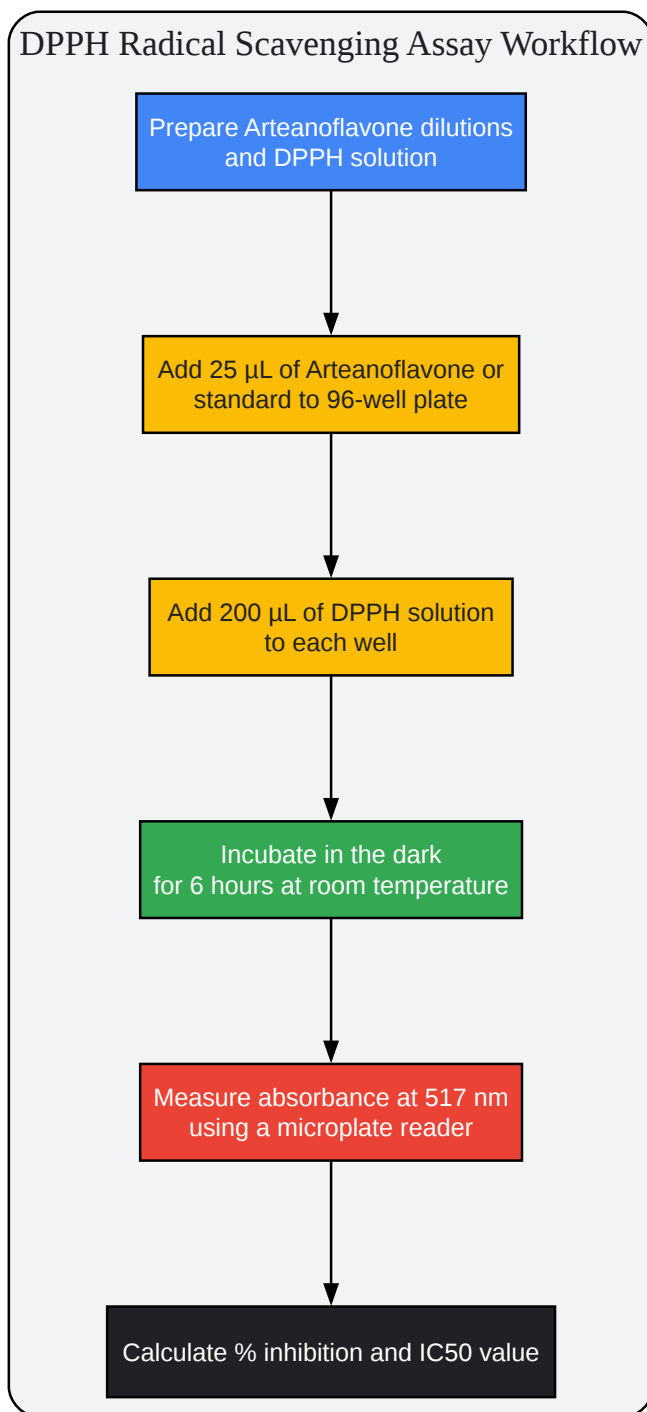 DPPH Radical Scavenging Assay Workflow
Prepare Arteanoflavone dilutions
and DPPH solution
Add 25 µL of Arteanoflavone or
standard to 96-well plate
Add 200 µL of DPPH solution
to each well
Incubate in the dark
for 6 hours at room temperature
Measure absorbance at 517 nm
using a microplate reader
Calculate % inhibition and IC50 value